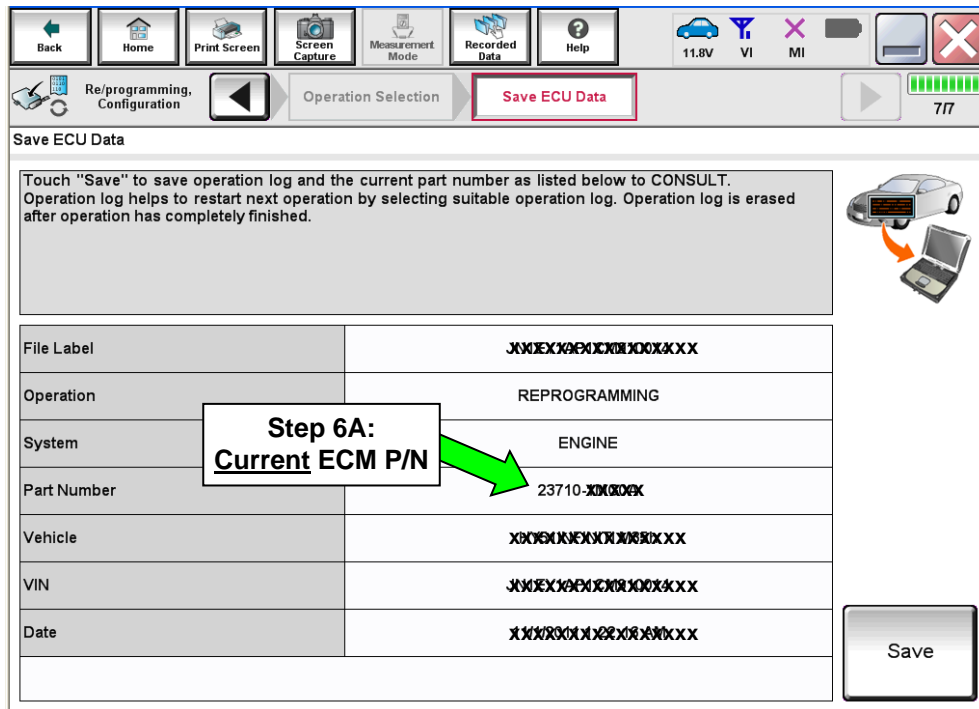 Back
Home
Print Screen
Screen Capture
Measurement Mode
Recorded Data
Help
11.8V
VI
MI
Re/programming, Configuration
Operation Selection
Save ECU Data
7/7
Save ECU Data
Touch "Save" to save operation log and the current part number as listed below to CONSULT.
Operation log helps to restart next operation by selecting suitable operation log. Operation log is erased
after operation has completely finished.
File Label
Operation
REPROGRAMMING
Step 6A:
Current ECM P/N
System
ENGINE
Part Number
23710-
Vehicle
VIN
Date
Save